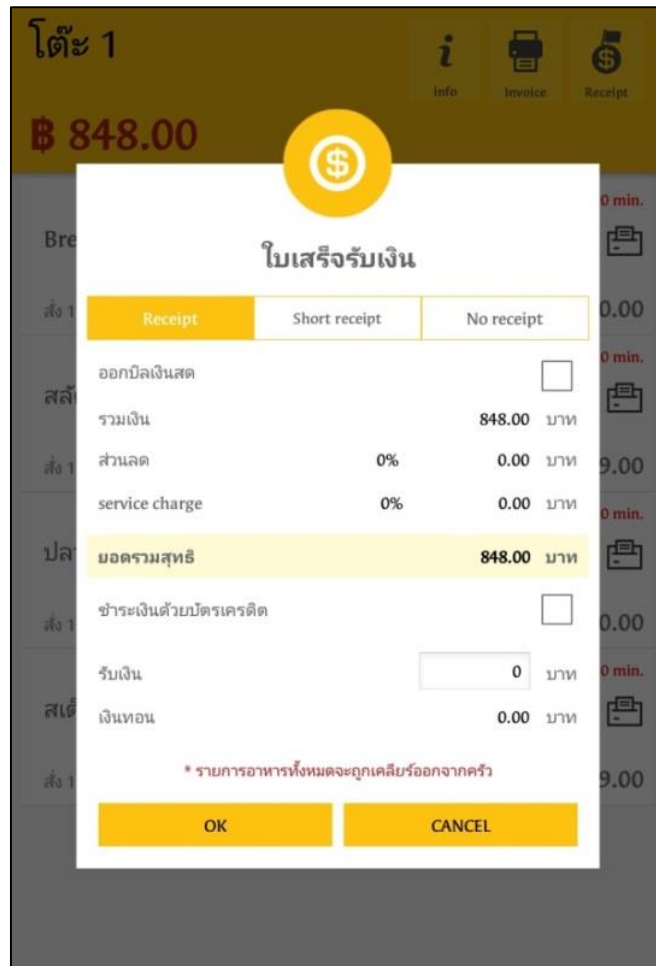 โต๊ะ 1
info
Invoice
Receipt
฿ 848.00
0 min.
Bre
ใบเสร็จรับเงิน
สั่ง 1
0.00
Receipt
Short receipt
No receipt
0 min.
ออกบิลเงินสด
สลั
รวมเงิน 848.00 บาท
สั่ง 1
9.00
ส่วนลด 0% 0.00 บาท
service charge 0% 0.00 บาท
0 min.
ปลา
ยอดรวมสุทธิ 848.00 บาท
ชำระเงินด้วยบัตรเครดิต
สั่ง 1
0.00
รับเงิน 0 บาท
0 min.
สเต็
เงินทอน 0.00 บาท
* รายการอาหารทั้งหมดจะถูกเคลียร์ออกจากครัว
สั่ง 1
9.00
OK
CANCEL